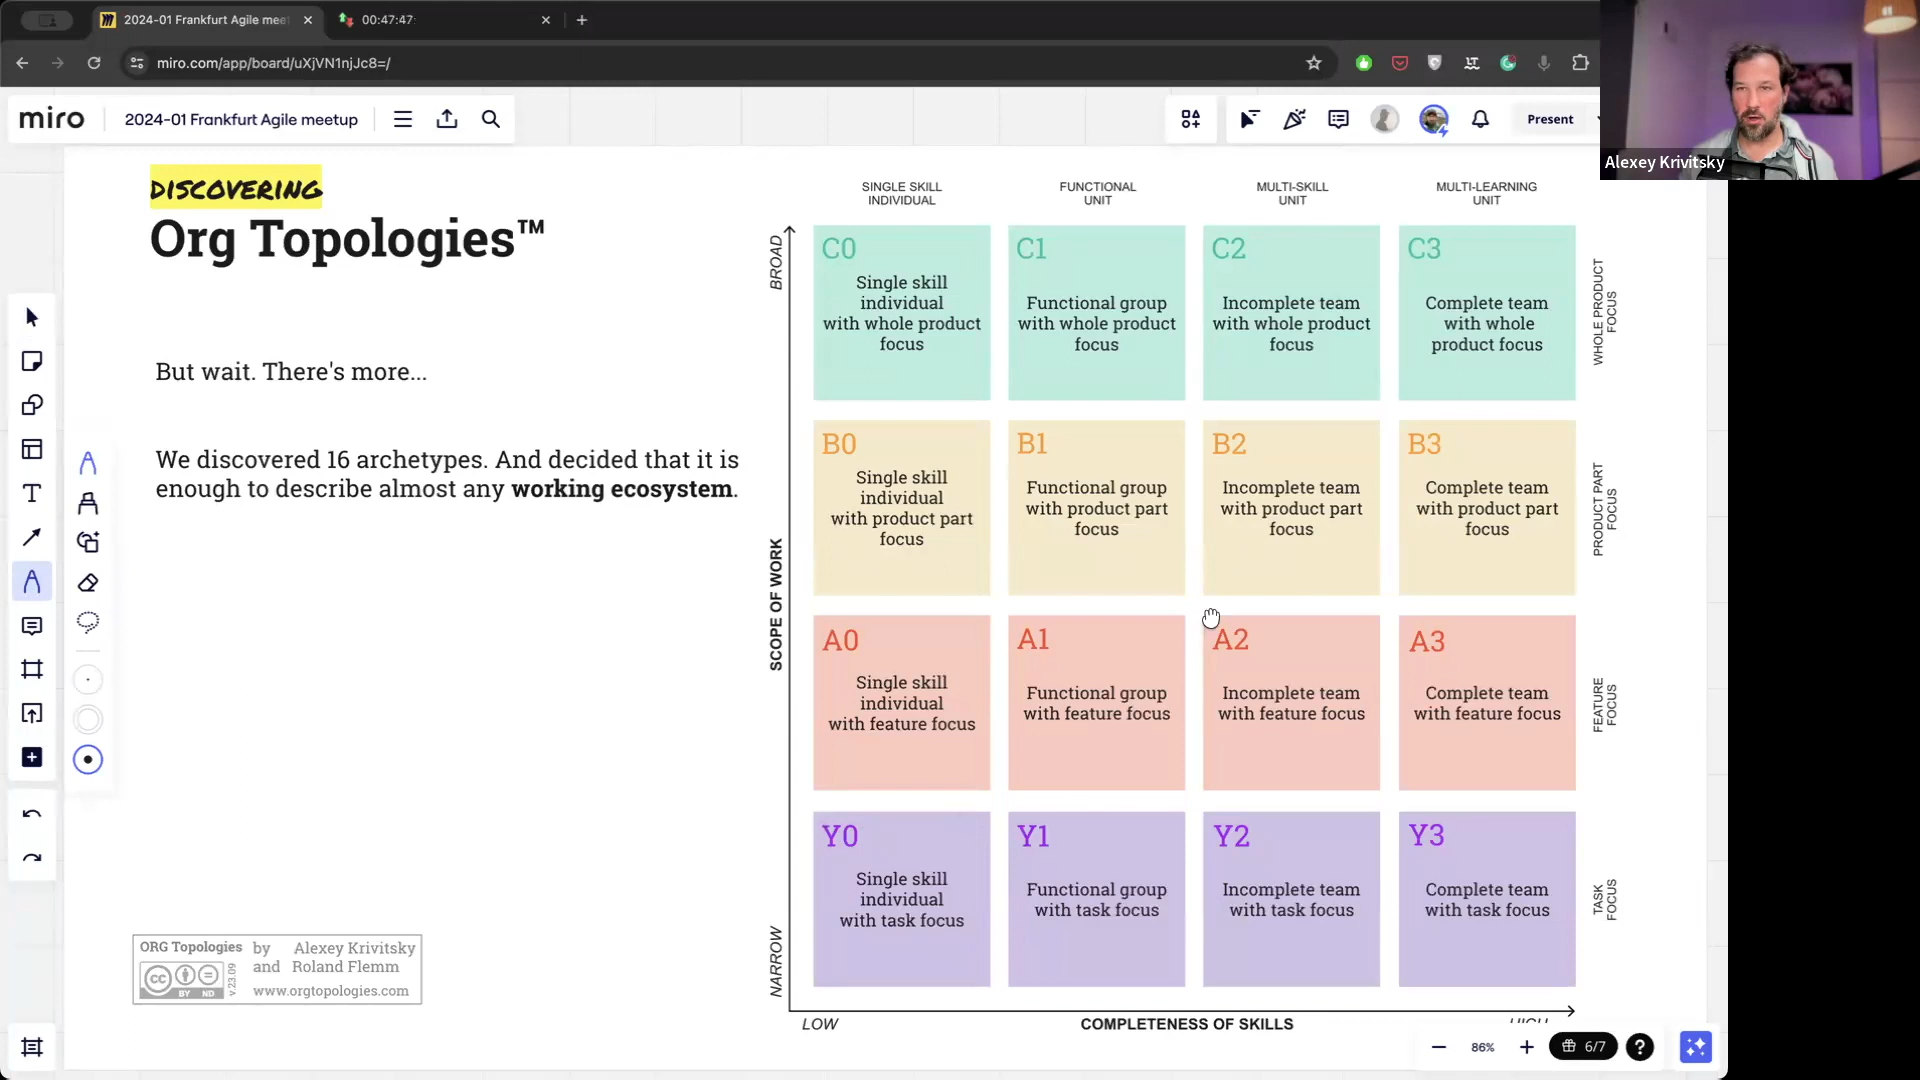 2024-01 Frankfurt Agile mee
00:47:47
miro.com/app/board/uXjVN1njJc8=/
miro
2024-01 Frankfurt Agile meetup
Present
Alexey Krivitsky
DISCOVERING
Org Topologies™
But wait. There's more...
We discovered 16 archetypes. And decided that it is
enough to describe almost any working ecosystem.
SINGLE SKILL
INDIVIDUAL
FUNCTIONAL
UNIT
MULTI-SKILL
UNIT
MULTI-LEARNING
UNIT
BROAD
C0
Single skill
individual
with whole product
focus
C1
Functional group
with whole product
focus
C2
Incomplete team
with whole product
focus
C3
Complete team
with whole
product focus
WHOLE PRODUCT
FOCUS
B0
Single skill
individual
with product part
focus
B1
Functional group
with product part
focus
B2
Incomplete team
with product part
focus
B3
Complete team
with product part
focus
PRODUCT PART
FOCUS
SCOPE OF WORK
A0
Single skill
individual
with feature focus
A1
Functional group
with feature focus
A2
Incomplete team
with feature focus
A3
Complete team
with feature focus
FEATURE
FOCUS
Y0
Single skill
individual
with task focus
Y1
Functional group
with task focus
Y2
Incomplete team
with task focus
Y3
Complete team
with task focus
TASK
FOCUS
NARROW
LOW
COMPLETENESS OF SKILLS
HIGH
ORG Topologies by Alexey Krivitsky
and Roland Flemm
www.orgtopologies.com
CC BY ND
v.23.09
86%
6/7